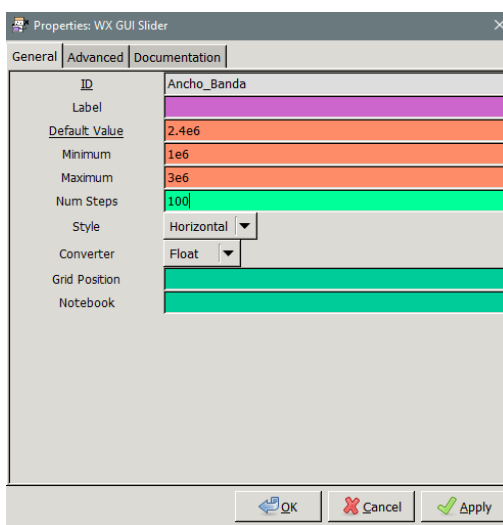 Properties: WX GUI Slider
General Advanced Documentation
ID Ancho_Banda
Label
Default Value 2.4e6
Minimum 1e6
Maximum 3e6
Num Steps 100
Style Horizontal
Converter Float
Grid Position
Notebook
OK Cancel Apply